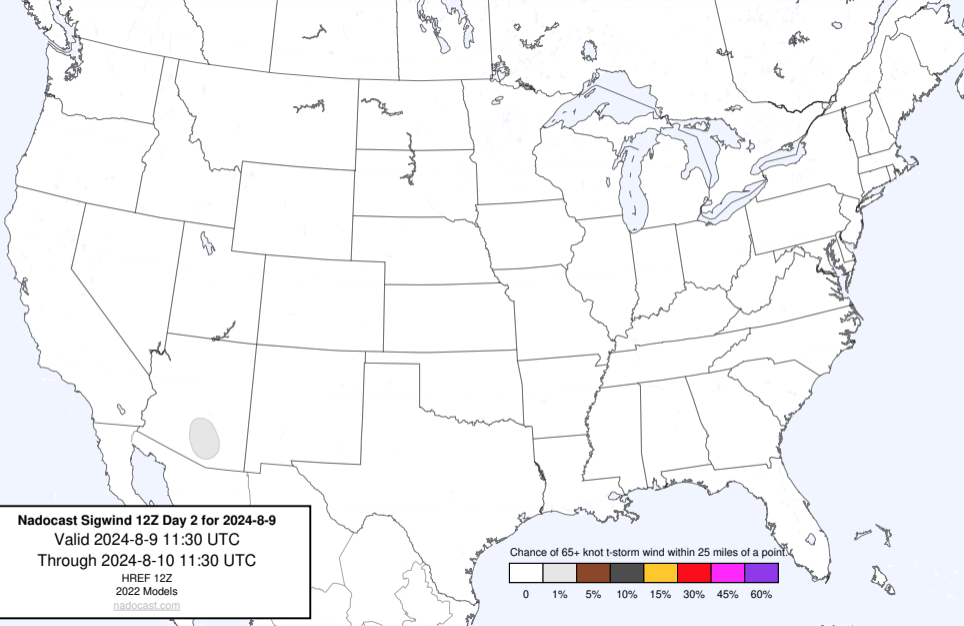 Nadocast Sigwind 12Z Day 2 for 2024-8-9
Valid 2024-8-9 11:30 UTC
Through 2024-8-10 11:30 UTC
HREF 12Z
2022 Models
nadocast.com
Chance of 65+ knot t-storm wind within 25 miles of a point.
0 1% 5% 10% 15% 30% 45% 60%